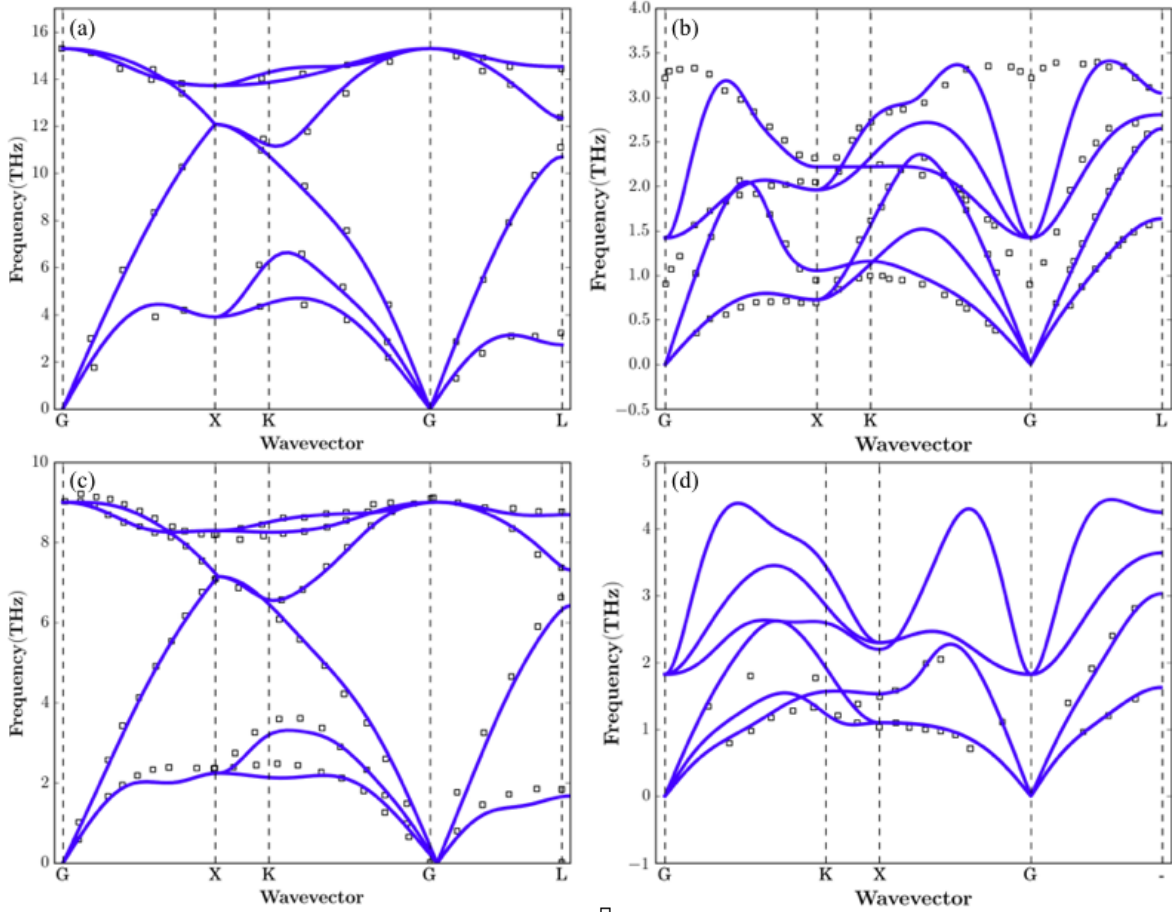 (a)
16
14
12
10
8
6
4
2
0
Frequency(THz)
G X K G L
Wavevector
(b)
4.0
3.5
3.0
2.5
2.0
1.5
1.0
0.5
0.0
−0.5
Frequency(THz)
G X K G L
Wavevector
(c)
10
8
6
4
2
0
Frequency(THz)
G X K G L
Wavevector
(d)
5
4
3
2
1
0
−1
Frequency(THz)
G K X G -
Wavevector